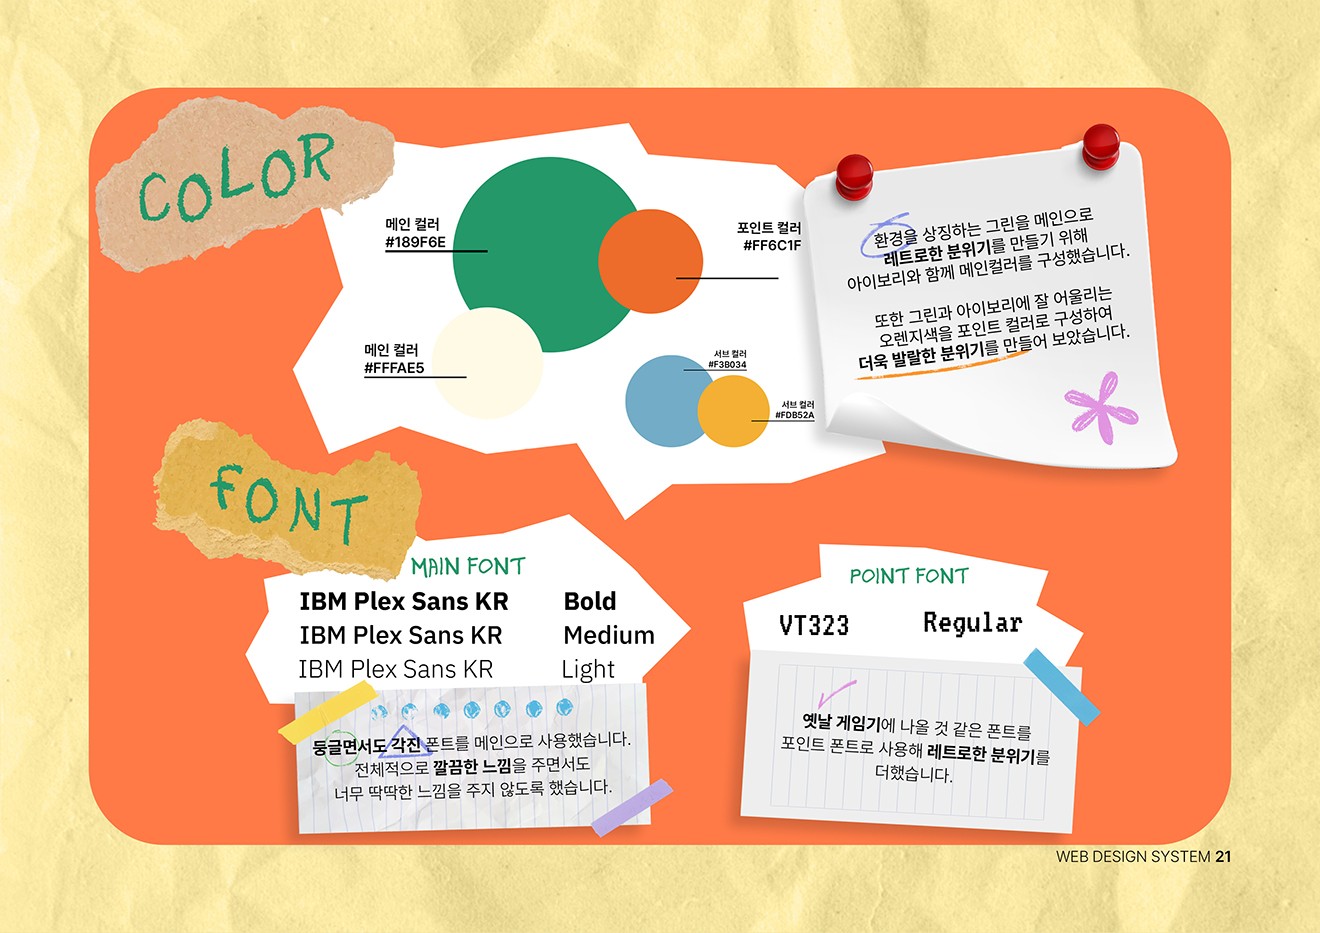 COLOR
메인 컬러
#189F6E
포인트 컬러
#FF6C1F
메인 컬러
#FFFAE5
서브 컬러
#F3B034
서브 컬러
#FDB52A
환경을 상징하는 그린을 메인으로
레트로한 분위기를 만들기 위해
아이보리와 함께 메인컬러를 구성했습니다.
또한 그린과 아이보리에 잘 어울리는
오렌지색을 포인트 컬러로 구성하여
더욱 발랄한 분위기를 만들어 보았습니다.
FONT
MAIN FONT
IBM Plex Sans KR Bold
IBM Plex Sans KR Medium
IBM Plex Sans KR Light
둥글면서도 각진 폰트를 메인으로 사용했습니다.
전체적으로 깔끔한 느낌을 주면서도
너무 딱딱한 느낌을 주지 않도록 했습니다.
POINT FONT
VT323 Regular
옛날 게임기에 나올 것 같은 폰트를
포인트 폰트로 사용해 레트로한 분위기를
더했습니다.
WEB DESIGN SYSTEM 21